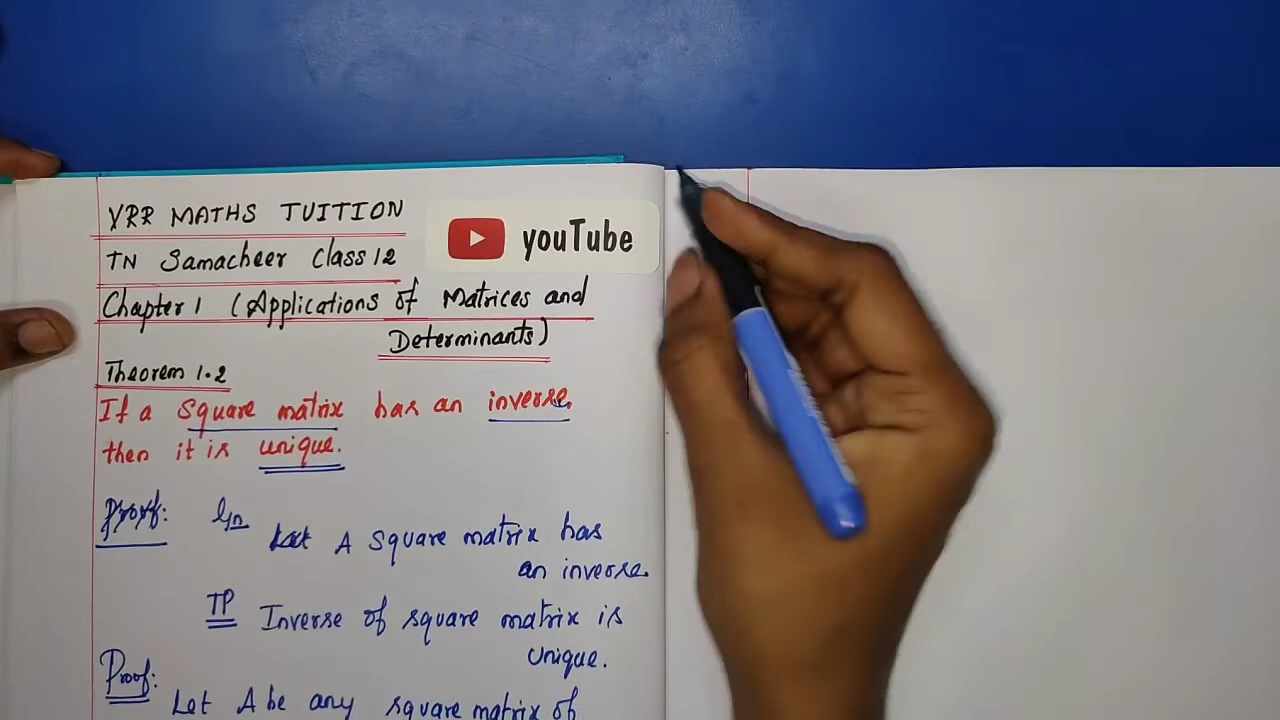 YRR MATHS TUITION
youTube
TN Samacheer Class 12
Chapter 1 (Applications of Matrices and
Determinants)
Theorem 1.2
If a square matrix has an inverse,
then it is unique.
Proof: Gn
A square matrix has
an inverse.
TP Inverse of square matrix is
unique.
Proof:
Let A be any square matrix of